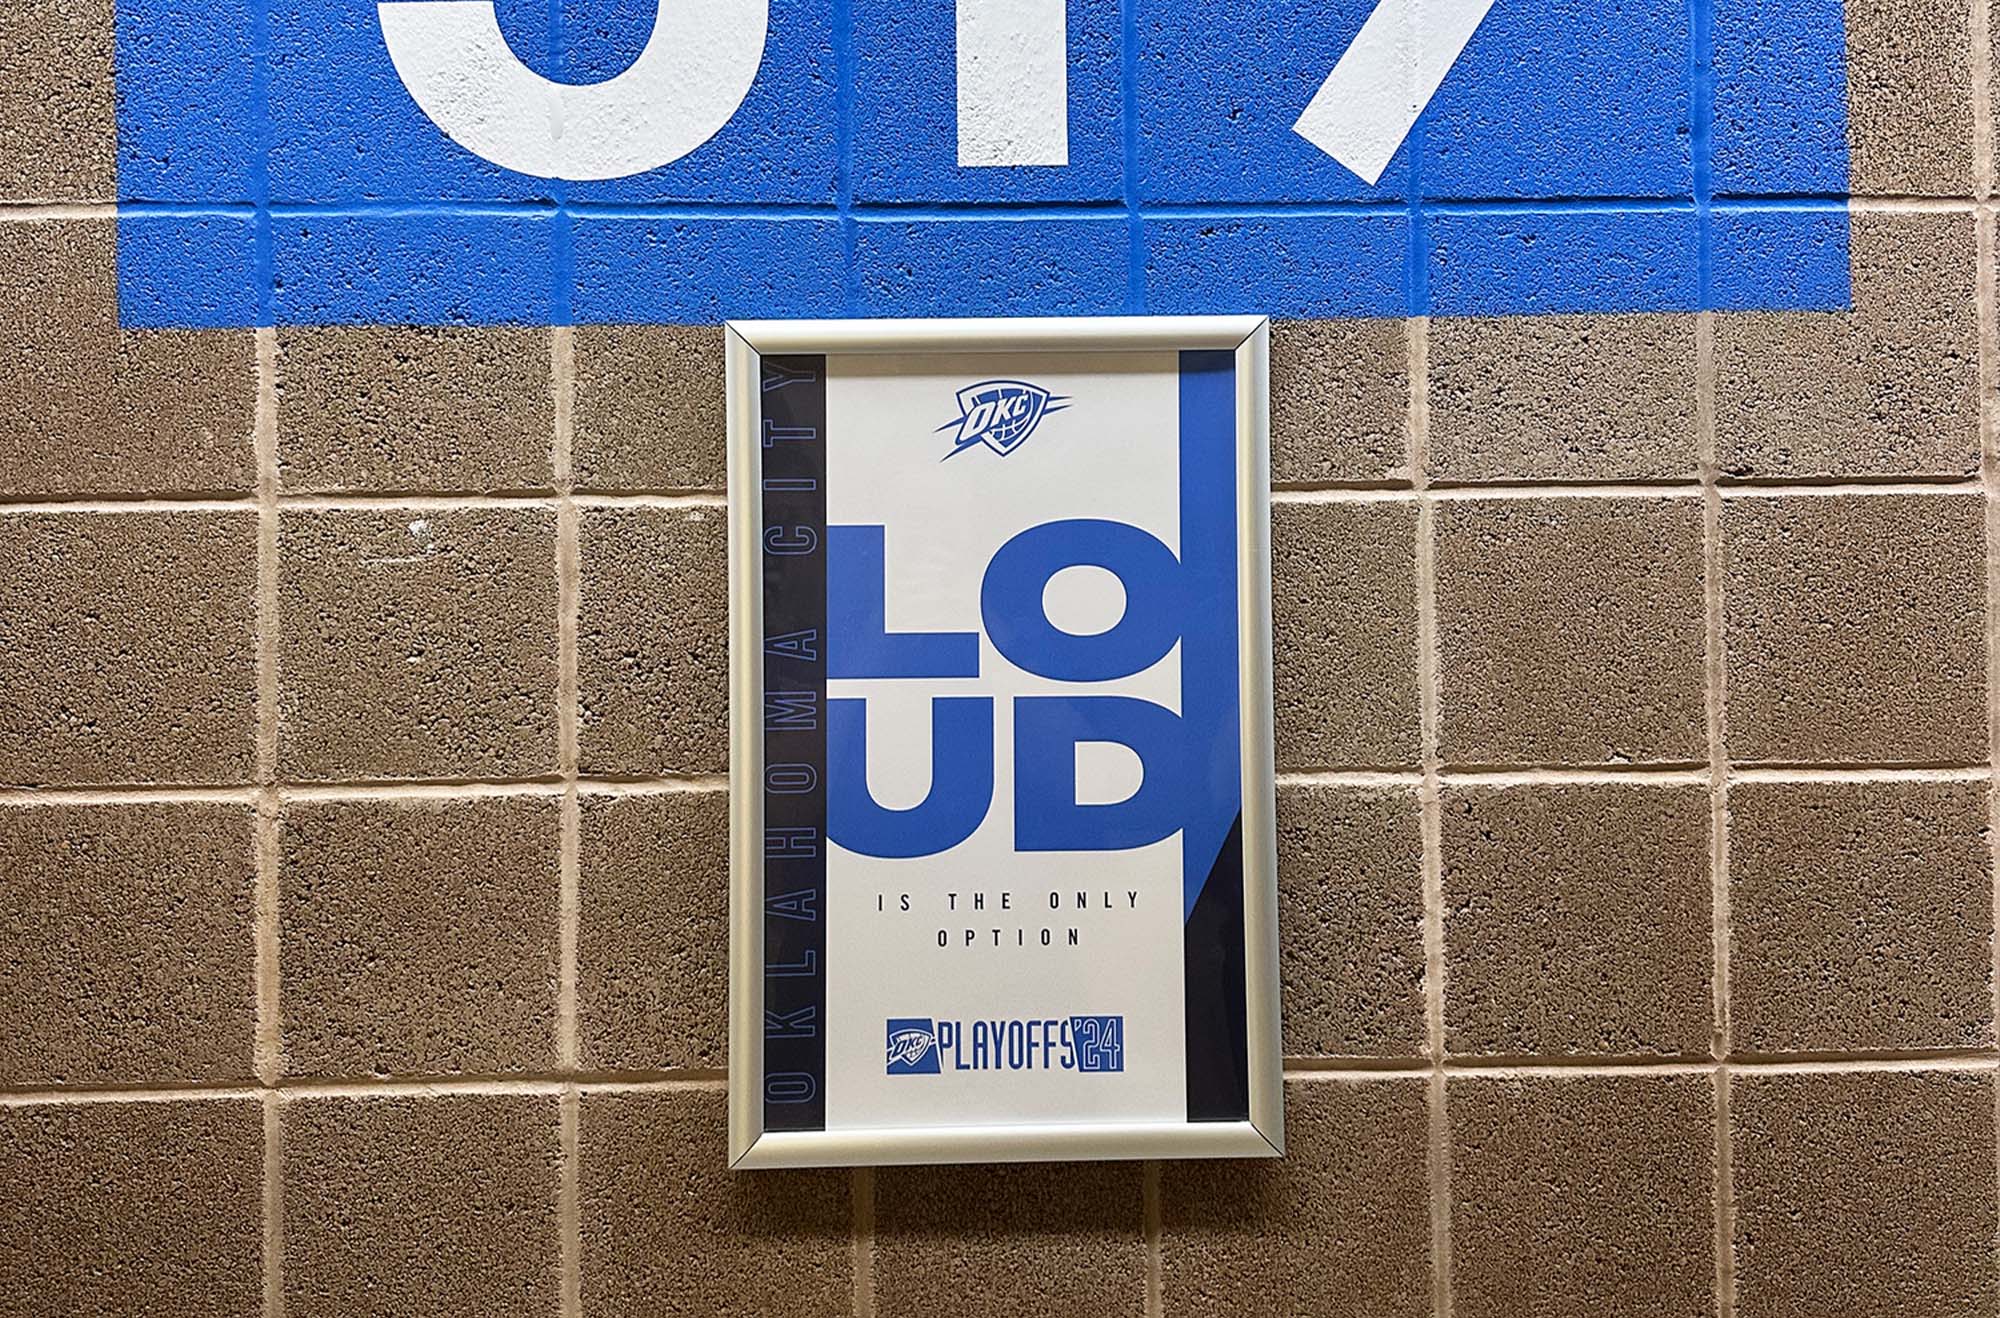 OKC
LO
UD
IS THE ONLY
OPTION
OKC PLAYOFFS '24
OKLAHOMA CITY